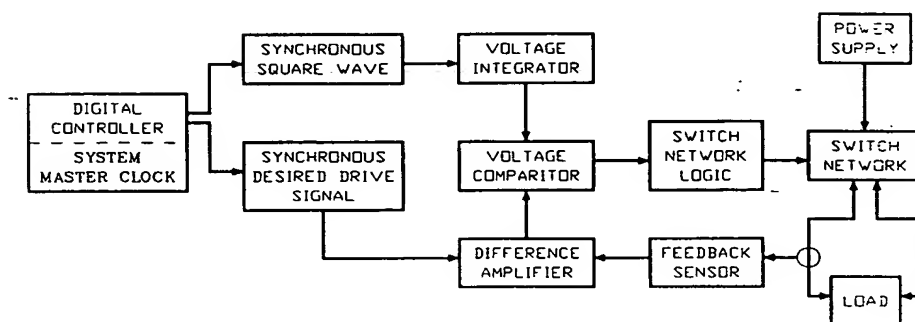 POWER
SUPPLY
SYNCHRONOUS
SQUARE WAVE
VOLTAGE
INTEGRATOR
DIGITAL
CONTROLLER
SYSTEM
MASTER CLOCK
SYNCHRONOUS
DESIRED DRIVE
SIGNAL
VOLTAGE
COMPARITOR
SWITCH
NETWORK
LOGIC
SWITCH
NETWORK
DIFFERENCE
AMPLIFIER
FEEDBACK
SENSOR
LOAD